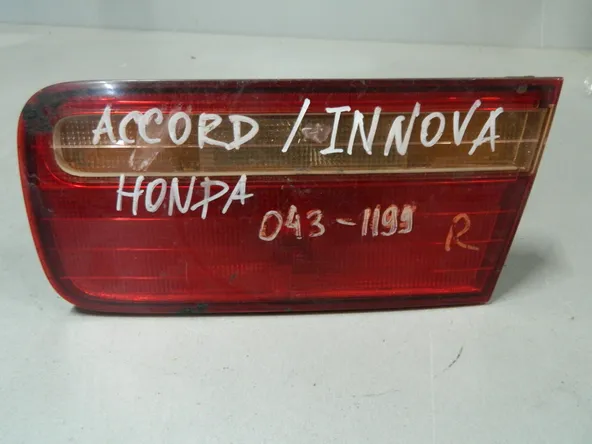 ACCORD / INNOVA
HONDA
043-1199 R